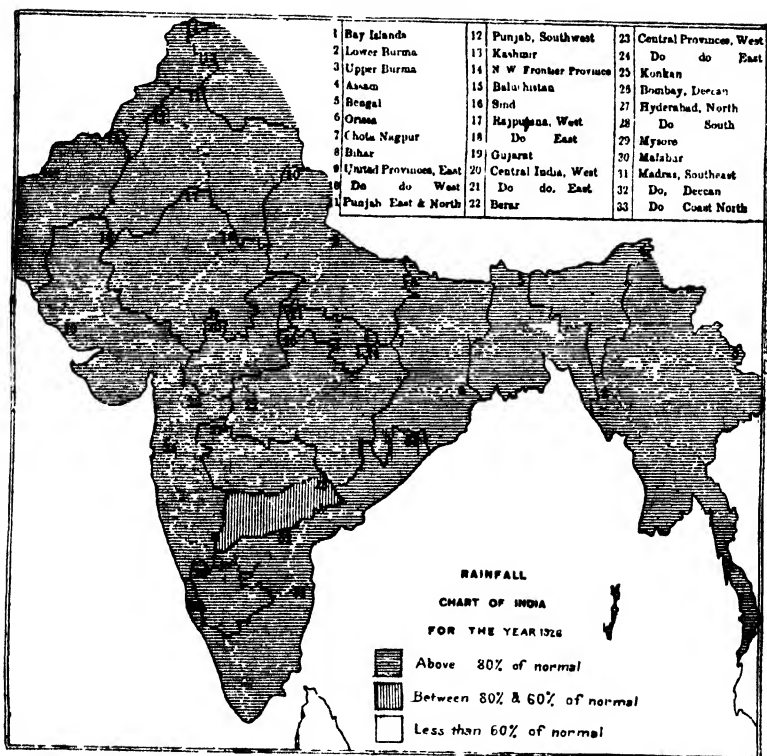 1 Bay Islands
2 Lower Burma
3 Upper Burma
4 Assam
5 Bengal
6 Orissa
7 Chota Nagpur
8 Bihar
9 United Provinces, East
10 Do do West
11 Punjab East & North
12 Punjab, Southwest
13 Kashmir
14 N W Frontier Province
15 Baluchistan
16 Sind
17 Rajputana, West
18 Do East
19 Gujarat
20 Central India, West
21 Do do. East
22 Berar
23 Central Provinces, West
24 Do do East
25 Konkan
26 Bombay, Deccan
27 Hyderabad, North
28 Do South
29 Mysore
30 Malabar
31 Madras, Southeast
32 Do, Deccan
33 Do Coast North
RAINFALL
CHART OF INDIA
FOR THE YEAR 1926
Above 80% of normal
Between 80% & 60% of normal
Less than 60% of normal